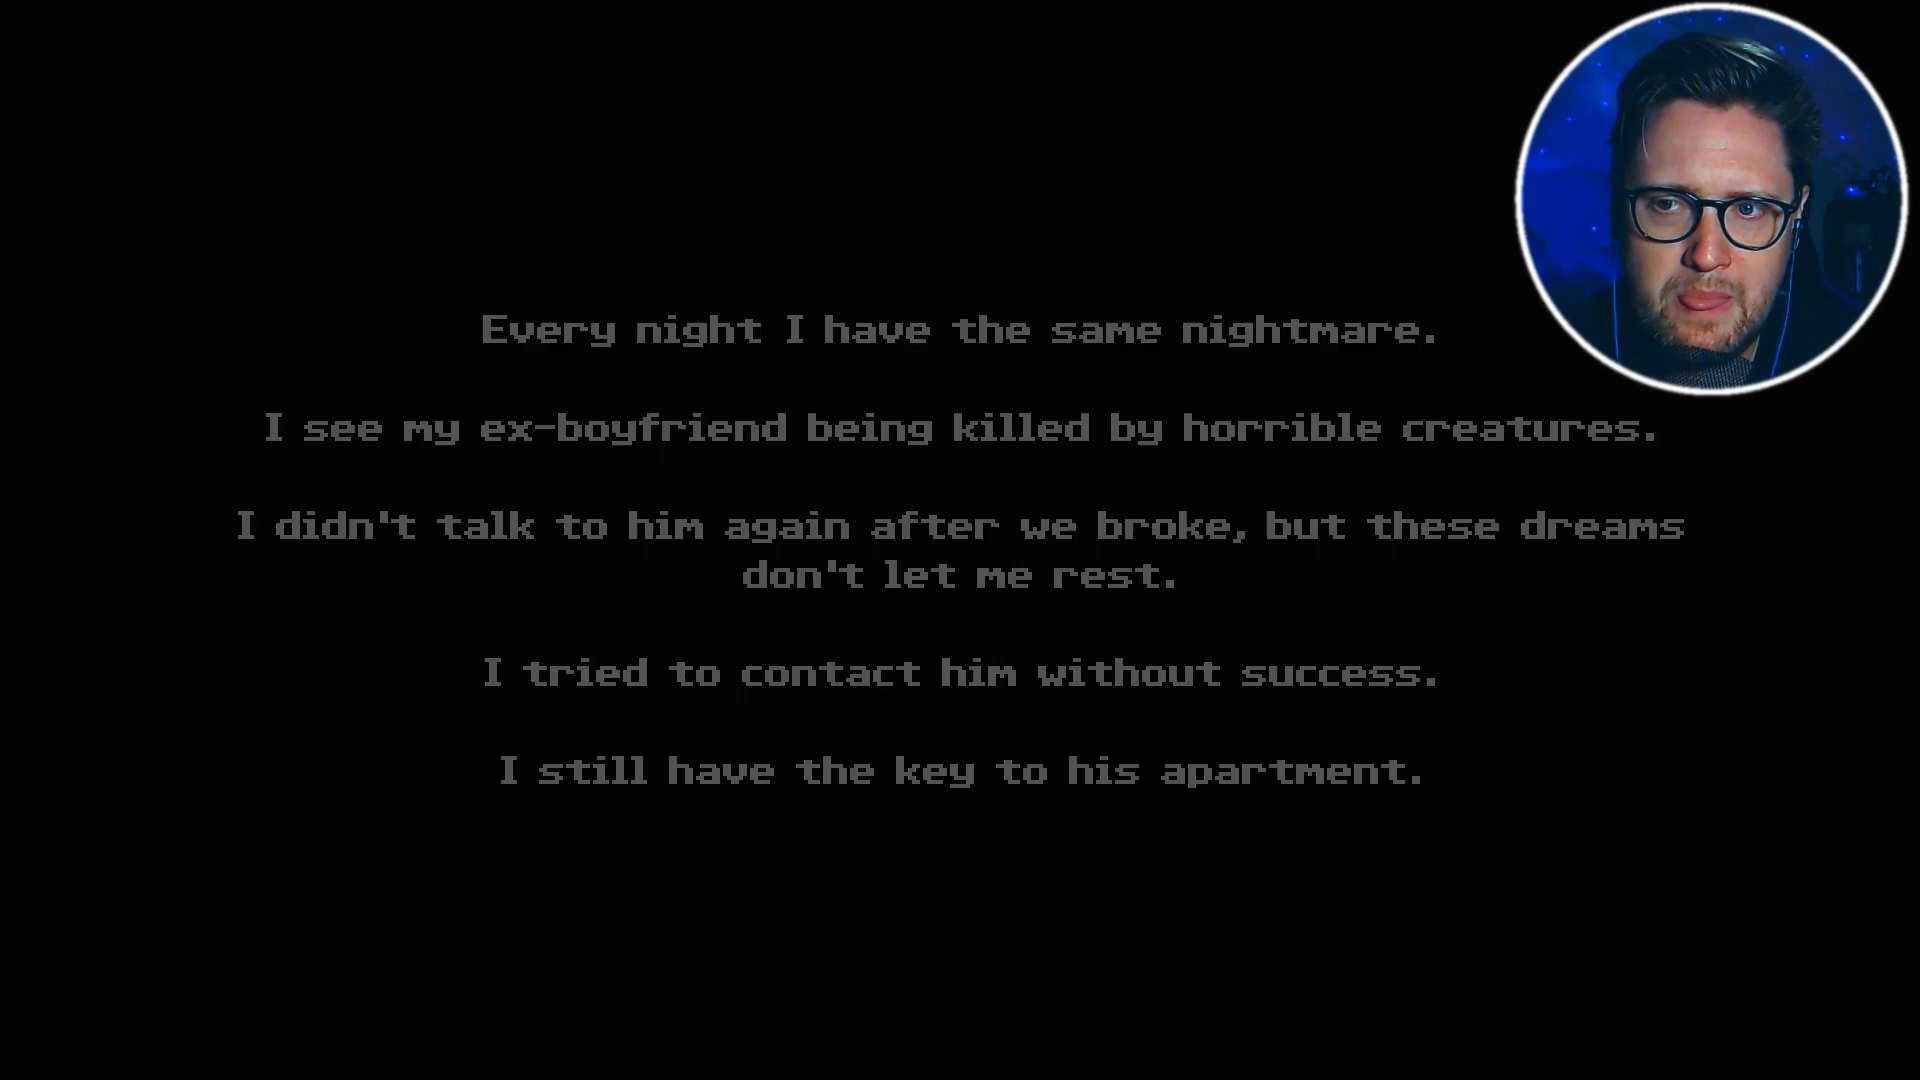 Every night I have the same nightmare.
I see my ex-boyfriend being killed by horrible creatures.
I didn't talk to him again after we broke, but these dreams
don't let me rest.
I tried to contact him without success.
I still have the key to his apartment.